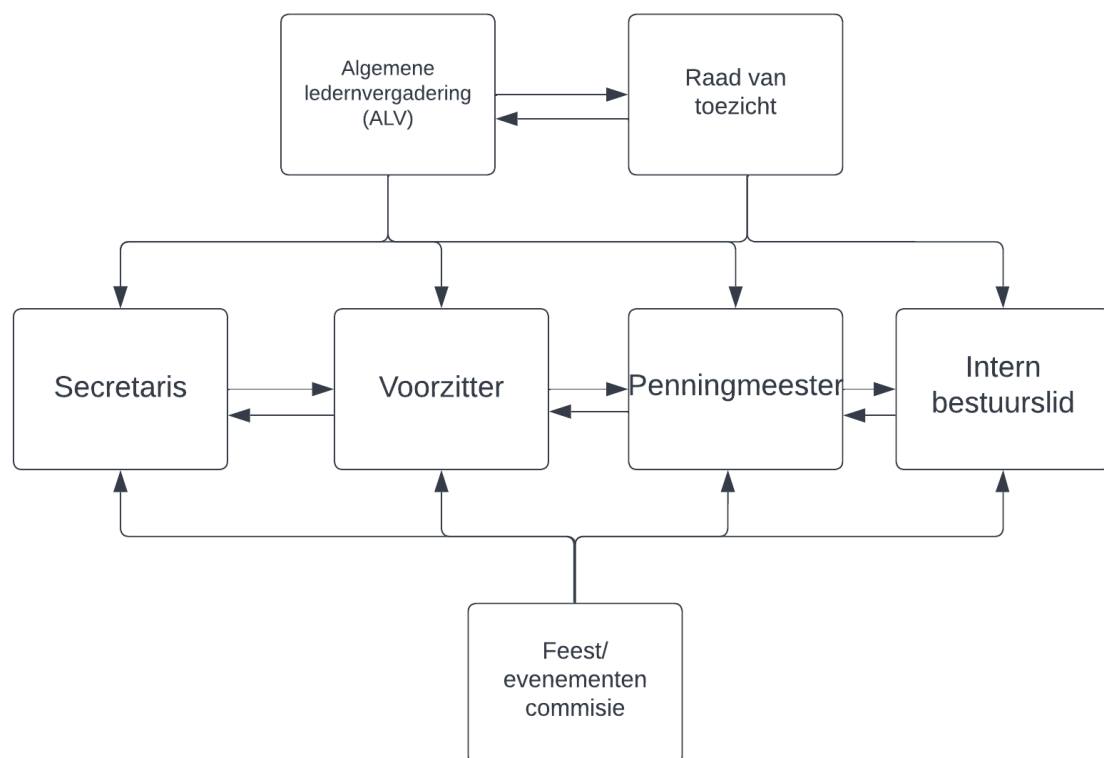 Algemene
ledernvergadering
(ALV)
Raad van
toezicht
Secretaris
Voorzitter
Penningmeester
Intern
bestuurslid
Feest/
evenementen
commisie